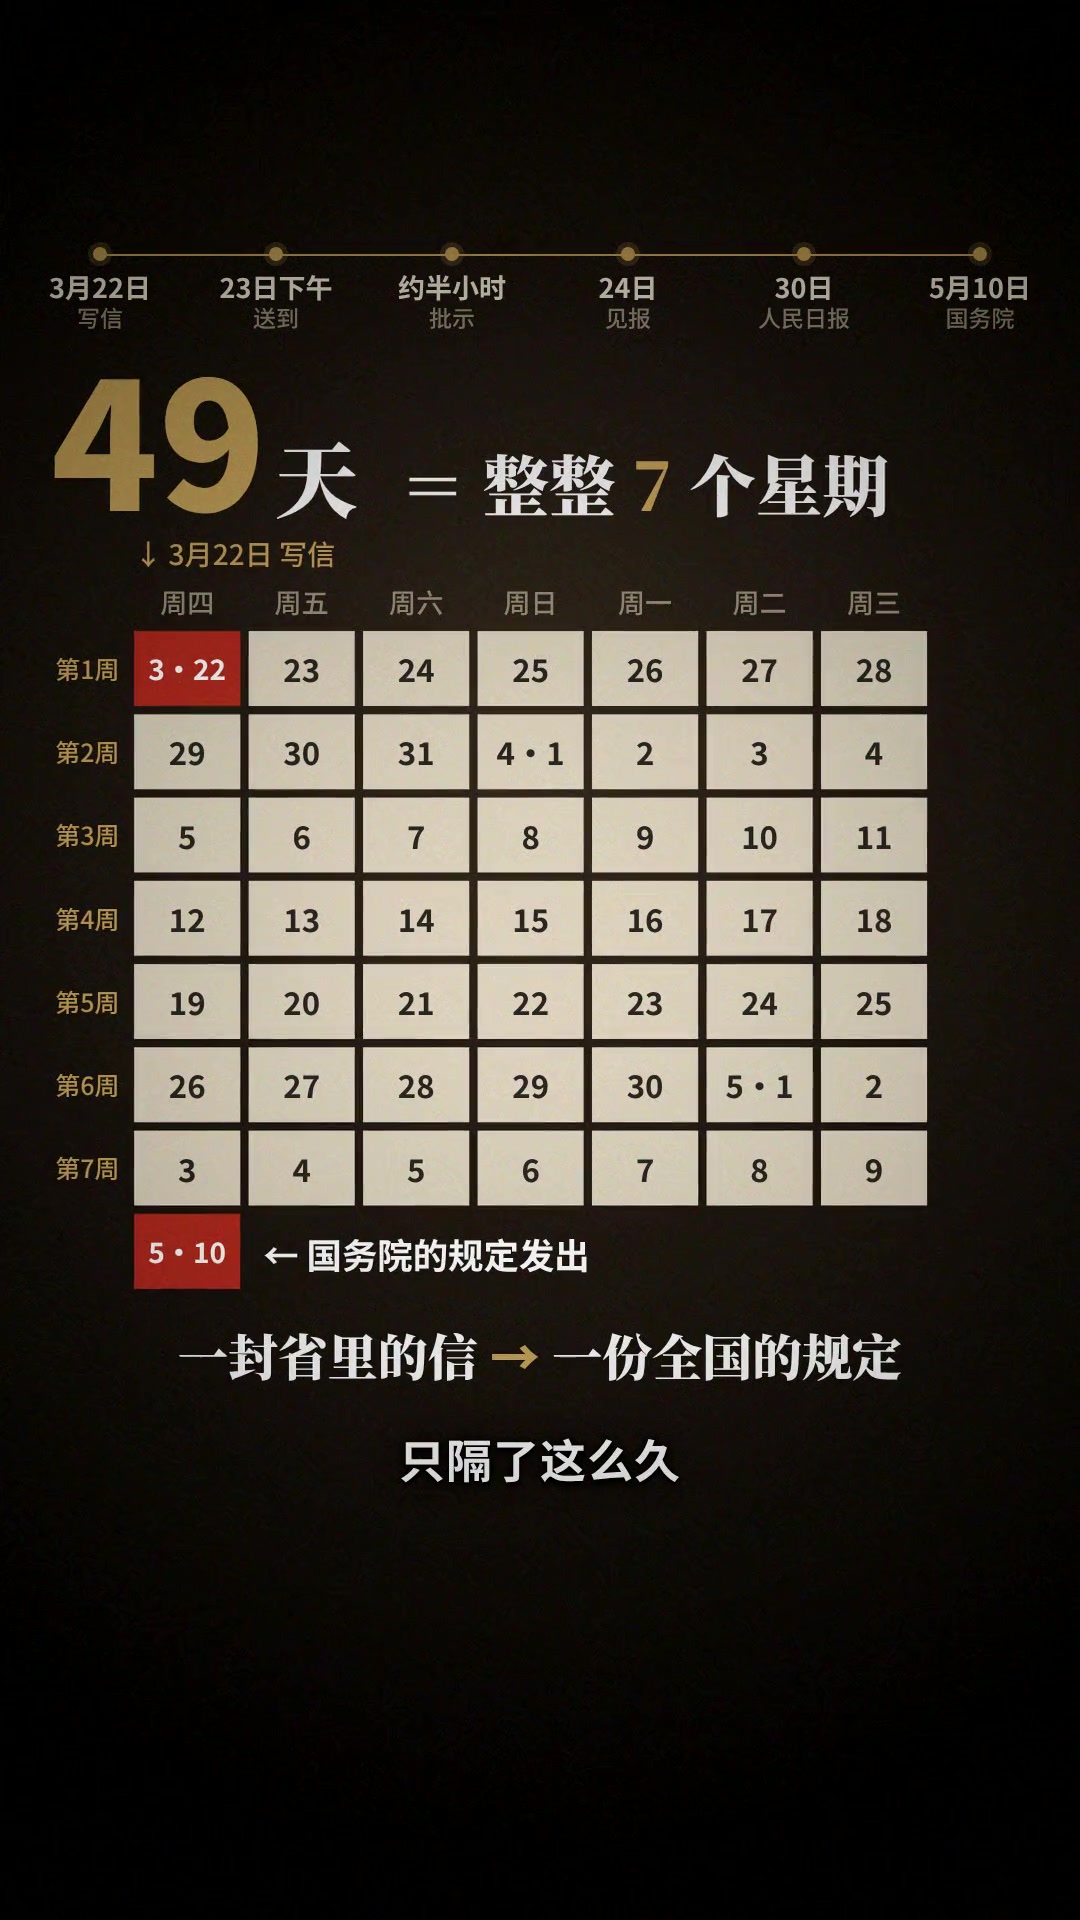 3月22日 23日下午 约半小时 24日 30日 5月10日
写信 送到 批示 见报 人民日报 国务院
49天 = 整整 7 个星期
↓ 3月22日 写信
周四 周五 周六 周日 周一 周二 周三
第1周 3·22 23 24 25 26 27 28
第2周 29 30 31 4·1 2 3 4
第3周 5 6 7 8 9 10 11
第4周 12 13 14 15 16 17 18
第5周 19 20 21 22 23 24 25
第6周 26 27 28 29 30 5·1 2
第7周 3 4 5 6 7 8 9
5·10 ← 国务院的规定发出
一封省里的信 → 一份全国的规定
只隔了这么久